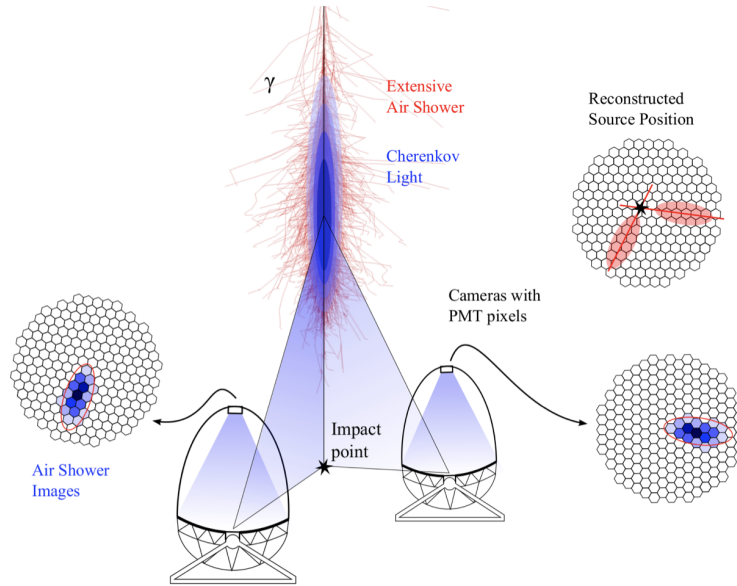 γ
Extensive
Air Shower
Cherenkov
Light
Reconstructed
Source Position
Cameras with
PMT pixels
Impact
point
Air Shower
Images